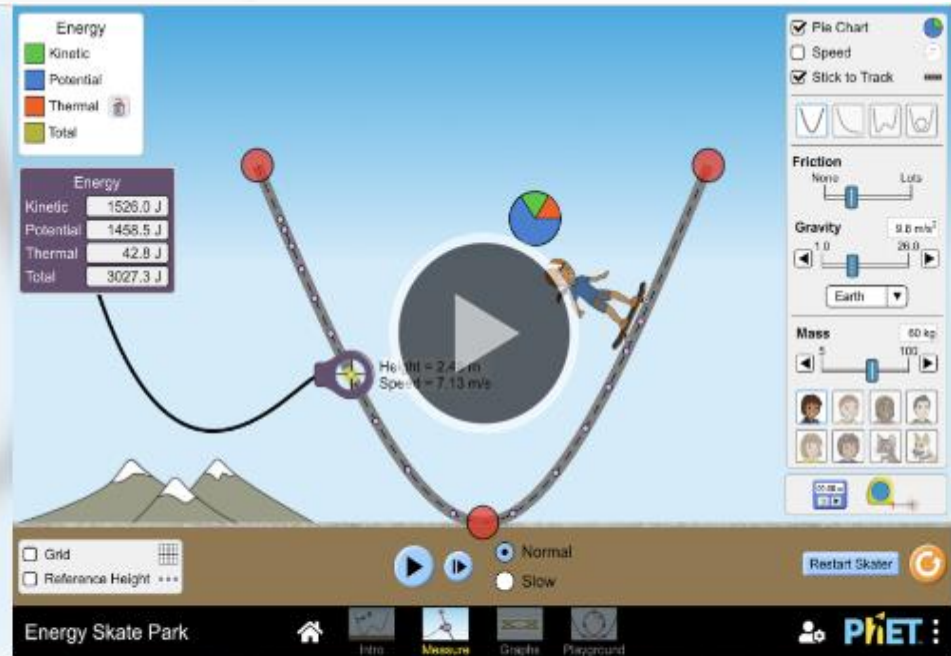 Energy
Kinetic
Potential
Thermal
Total
Energy
Kinetic 1526.0 J
Potential 1458.5 J
Thermal 42.8 J
Total 3027.3 J
Speed = 7.13 m/s
Pie Chart
Speed
Stick to Track
Friction
None Lots
Gravity 9.8 m/s²
1.0 26.0
Earth
Mass 60 kg
5 100
Grid
Reference Height
Normal
Slow
Restart Skater
Energy Skate Park
Intro
Measure
Graphs
Playground
PhET